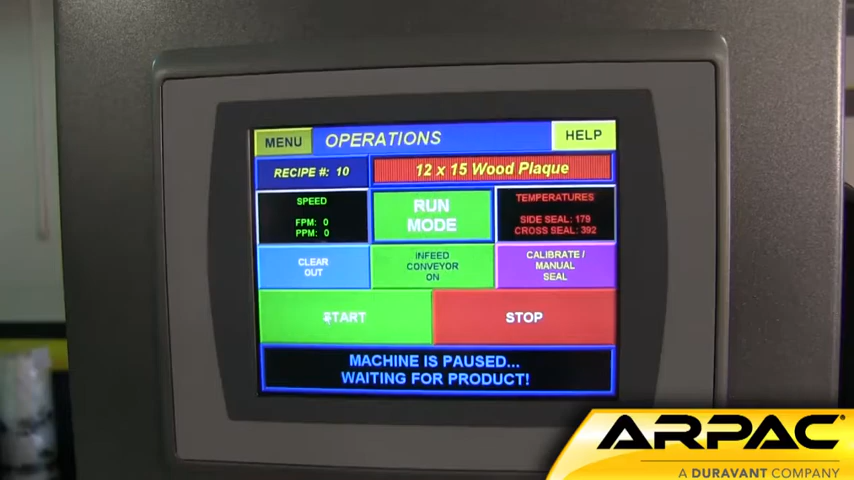 MENU
OPERATIONS
HELP
RECIPE #: 10
12 x 15 Wood Plaque
SPEED
FPM: 0
PPM: 0
RUN
MODE
TEMPERATURES
SIDE SEAL: 179
CROSS SEAL: 392
CLEAR
OUT
INFEED
CONVEYOR
ON
CALIBRATE /
MANUAL
SEAL
START
STOP
MACHINE IS PAUSED...
WAITING FOR PRODUCT!
ARPAC®
A DURAVANT COMPANY